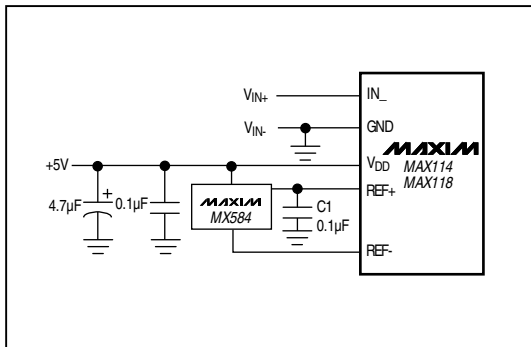 VIN+
IN_
VIN-
GND
MAXIM
MAX114
MAX118
+5V
VDD
REF+
+
4.7µF
0.1µF
MAXIM
MX584
C1
0.1µF
REF-